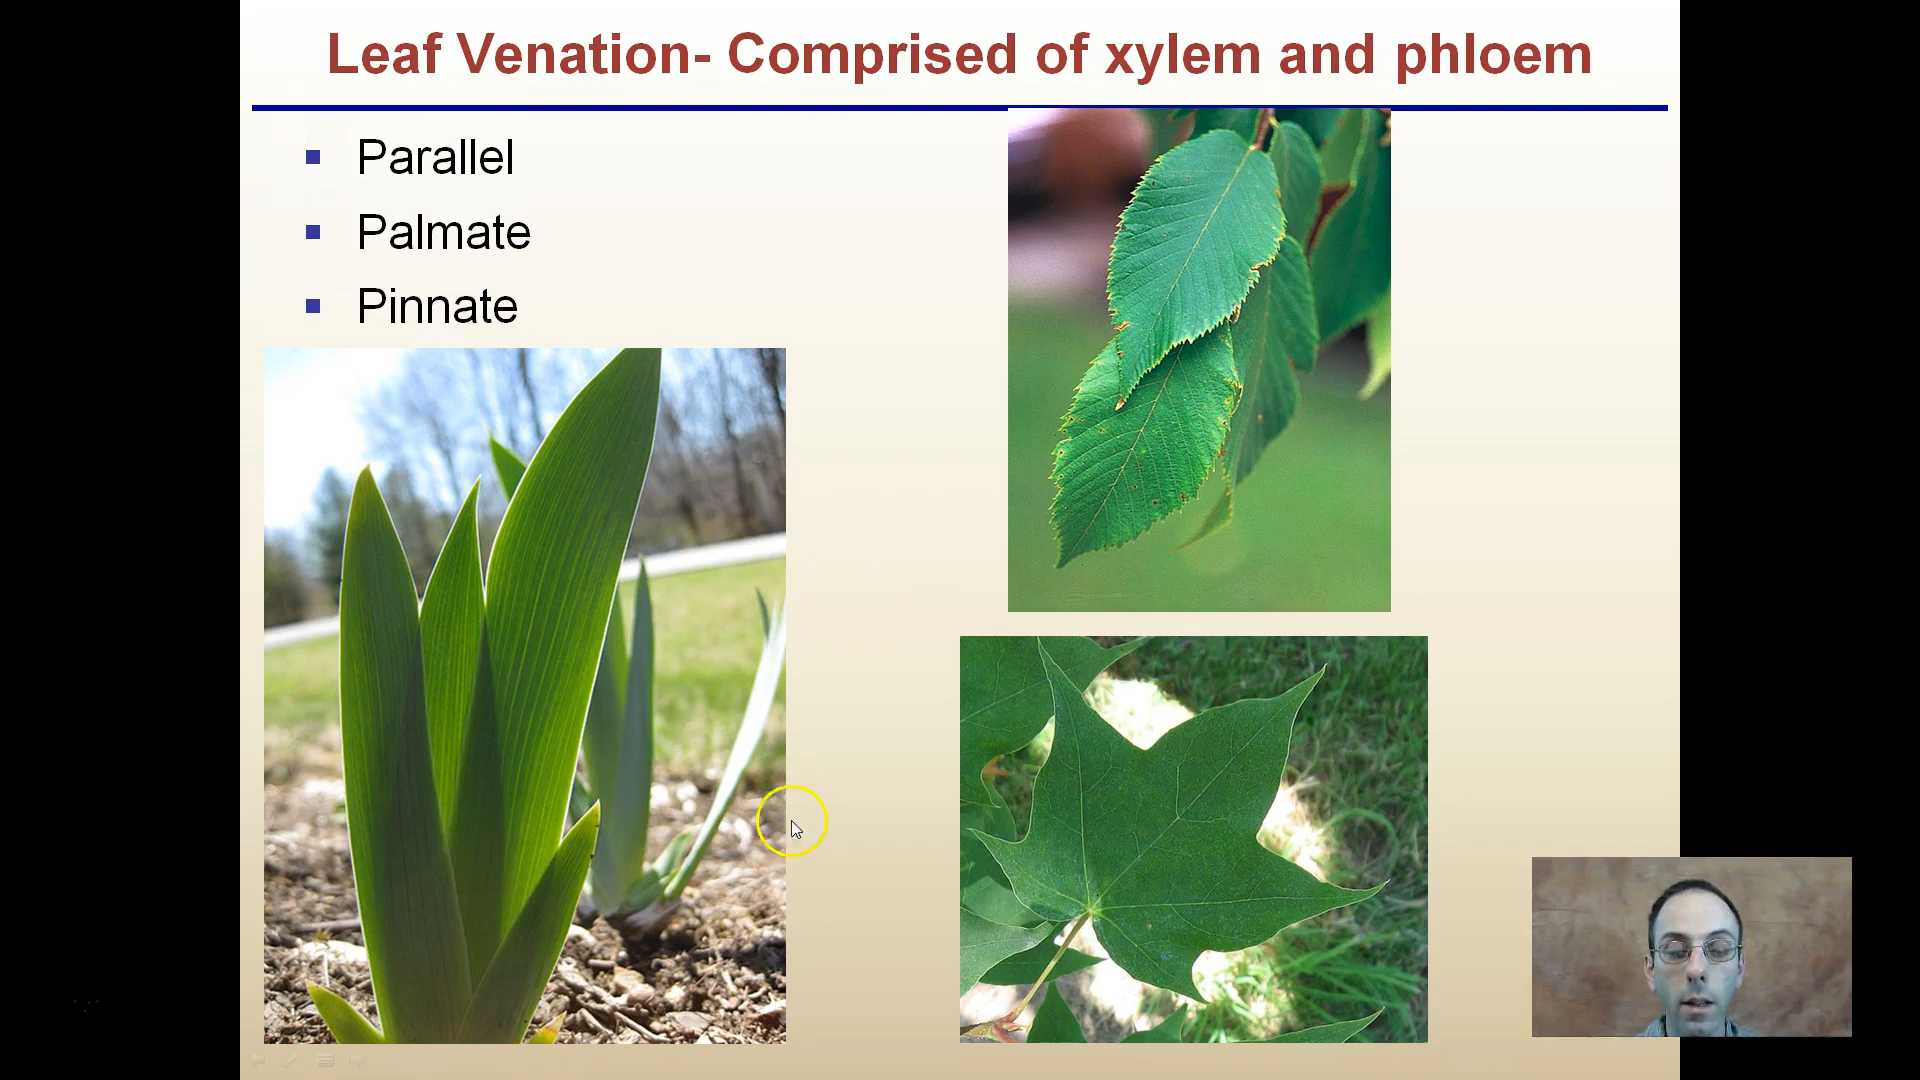 Leaf Venation- Comprised of xylem and phloem
Parallel
Palmate
Pinnate